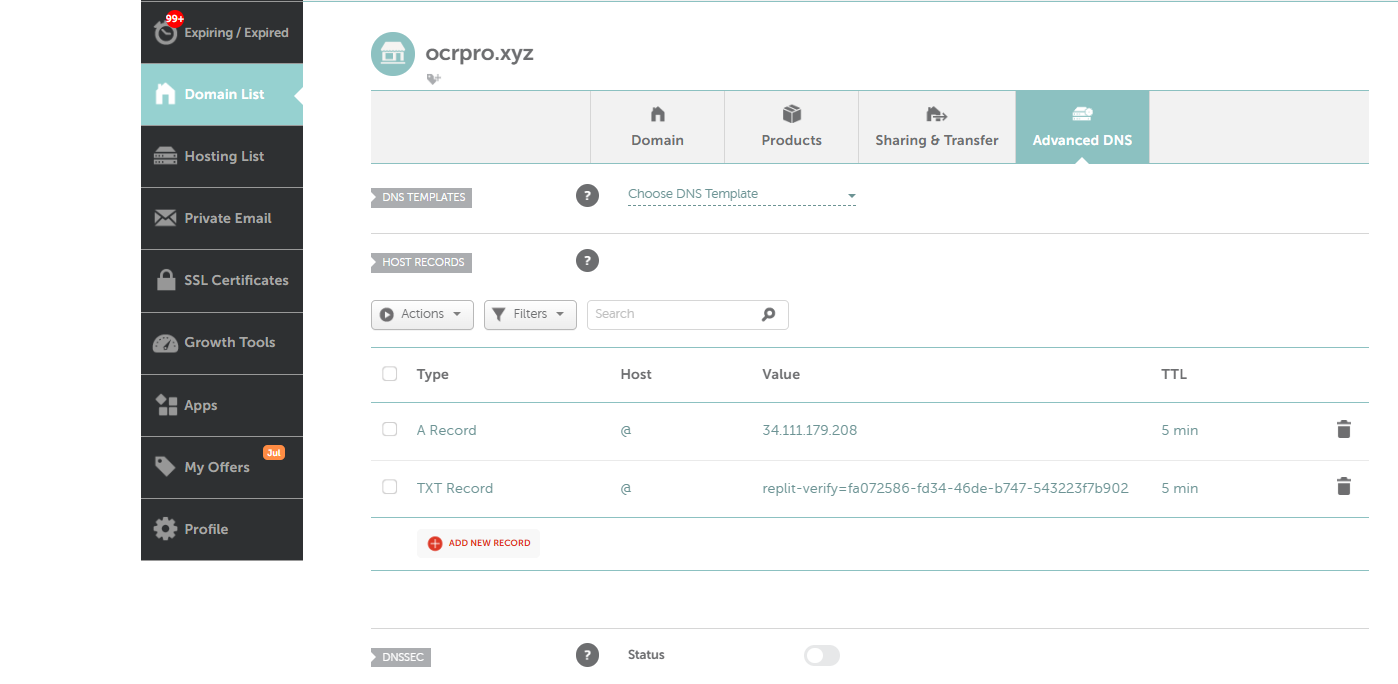 99+
Expiring / Expired
Domain List
Hosting List
Private Email
SSL Certificates
Growth Tools
Apps
Jul
My Offers
Profile
ocrpro.xyz
Domain
Products
Sharing & Transfer
Advanced DNS
DNS TEMPLATES ? Choose DNS Template
HOST RECORDS ?
Actions Filters Search
Type Host Value TTL
A Record @ 34.111.179.208 5 min
TXT Record @ replit-verify=fa072586-fd34-46de-b747-543223f7b902 5 min
ADD NEW RECORD
DNSSEC ? Status